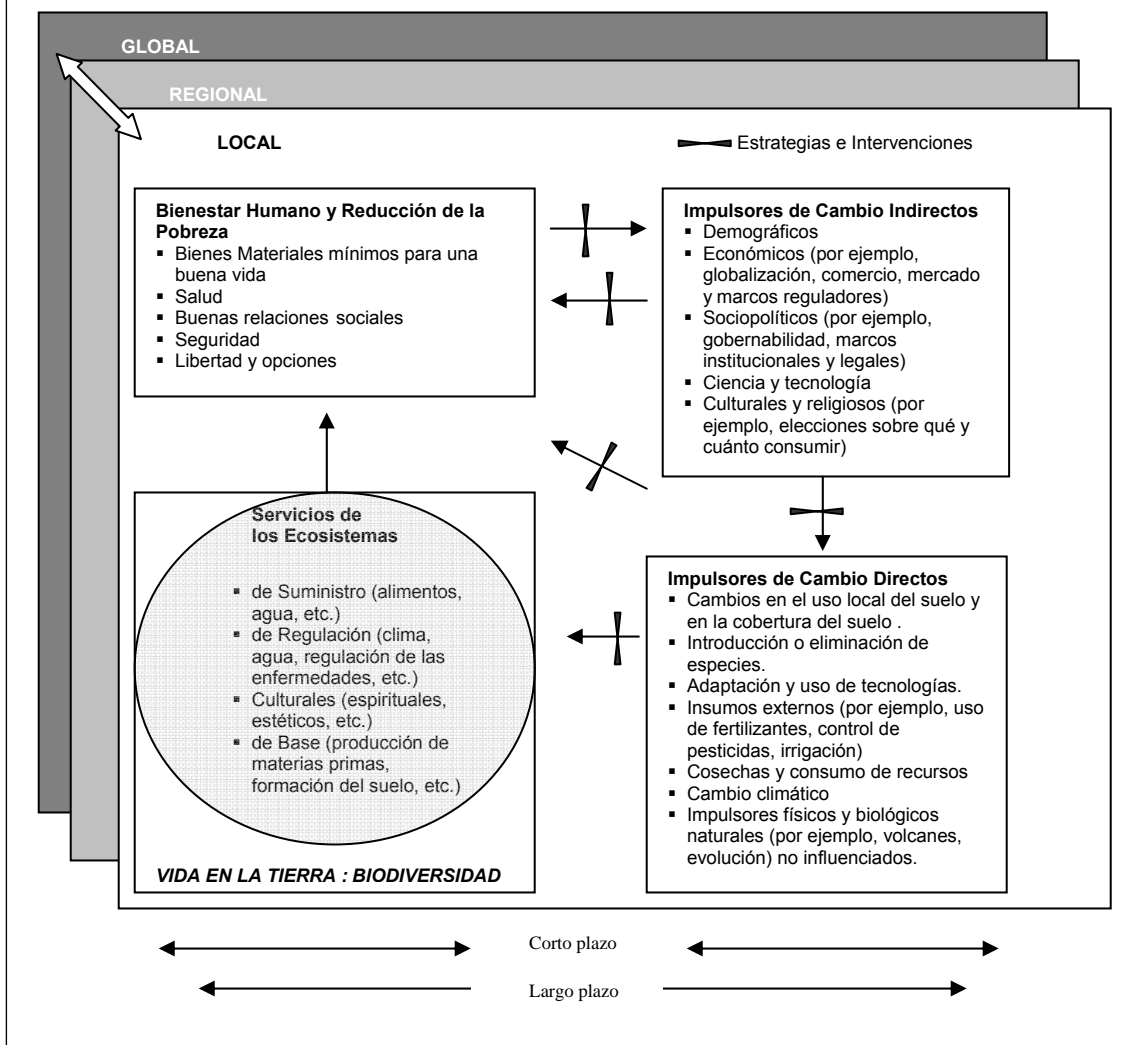 GLOBAL
REGIONAL
LOCAL
Estrategias e Intervenciones
Bienestar Humano y Reducción de la
Pobreza
▪ Bienes Materiales mínimos para una
buena vida
▪ Salud
▪ Buenas relaciones sociales
▪ Seguridad
▪ Libertad y opciones
Impulsores de Cambio Indirectos
▪ Demográficos
▪ Económicos (por ejemplo,
globalización, comercio, mercado
y marcos reguladores)
▪ Sociopolíticos (por ejemplo,
gobernabilidad, marcos
institucionales y legales)
▪ Ciencia y tecnología
▪ Culturales y religiosos (por
ejemplo, elecciones sobre qué y
cuánto consumir)
Servicios de
los Ecosistemas
▪ de Suministro (alimentos,
agua, etc.)
▪ de Regulación (clima,
agua, regulación de las
enfermedades, etc.)
▪ Culturales (espirituales,
estéticos, etc.)
▪ de Base (producción de
materias primas,
formación del suelo, etc.)
VIDA EN LA TIERRA : BIODIVERSIDAD
Impulsores de Cambio Directos
▪ Cambios en el uso local del suelo y
en la cobertura del suelo .
▪ Introducción o eliminación de
especies.
▪ Adaptación y uso de tecnologías.
▪ Insumos externos (por ejemplo, uso
de fertilizantes, control de
pesticidas, irrigación)
▪ Cosechas y consumo de recursos
▪ Cambio climático
▪ Impulsores físicos y biológicos
naturales (por ejemplo, volcanes,
evolución) no influenciados.
Corto plazo
Largo plazo